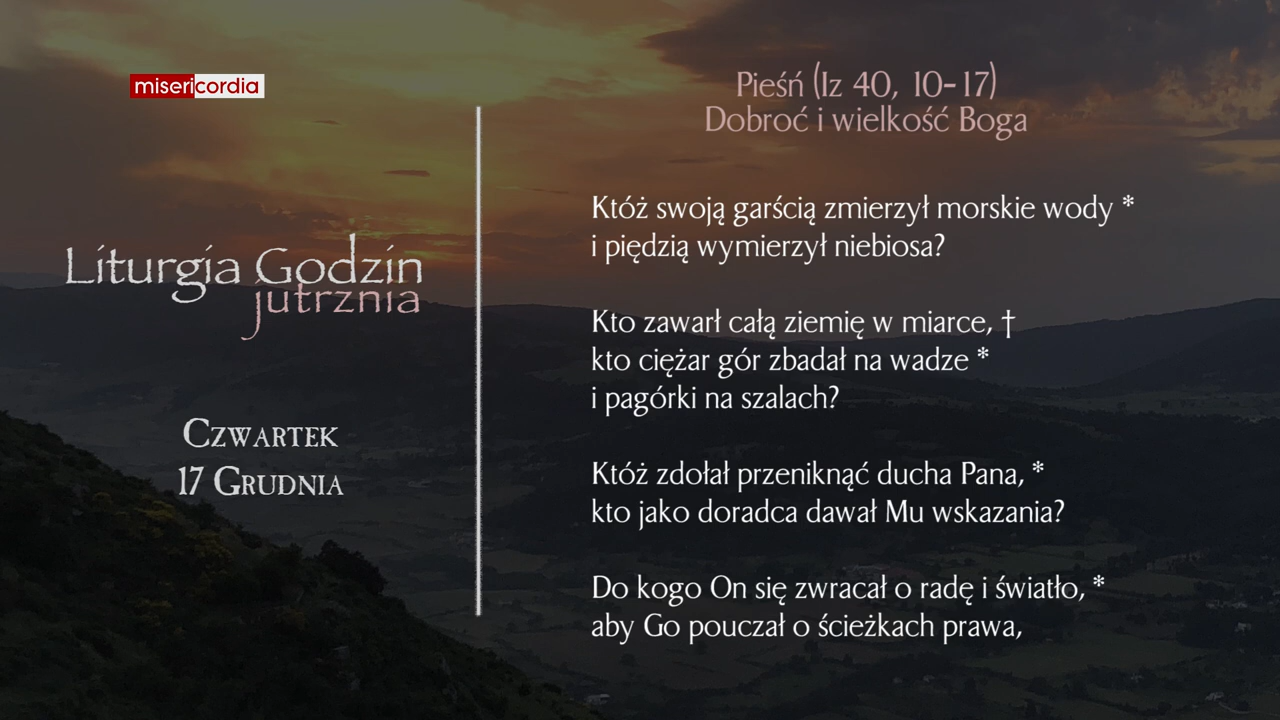 misericordia
Liturgia Godzin
jutrznia
Czwartek
17 Grudnia
Pieśń (Iz 40, 10-17)
Dobroć i wielkość Boga
Któż swoją garścią zmierzył morskie wody *
i piędzią wymierzył niebiosa?
Kto zawarł całą ziemię w miarce, †
kto ciężar gór zbadał na wadze *
i pagórki na szalach?
Któż zdołał przeniknąć ducha Pana, *
kto jako doradca dawał Mu wskazania?
Do kogo On się zwracał o radę i światło, *
aby Go pouczał o ścieżkach prawa,